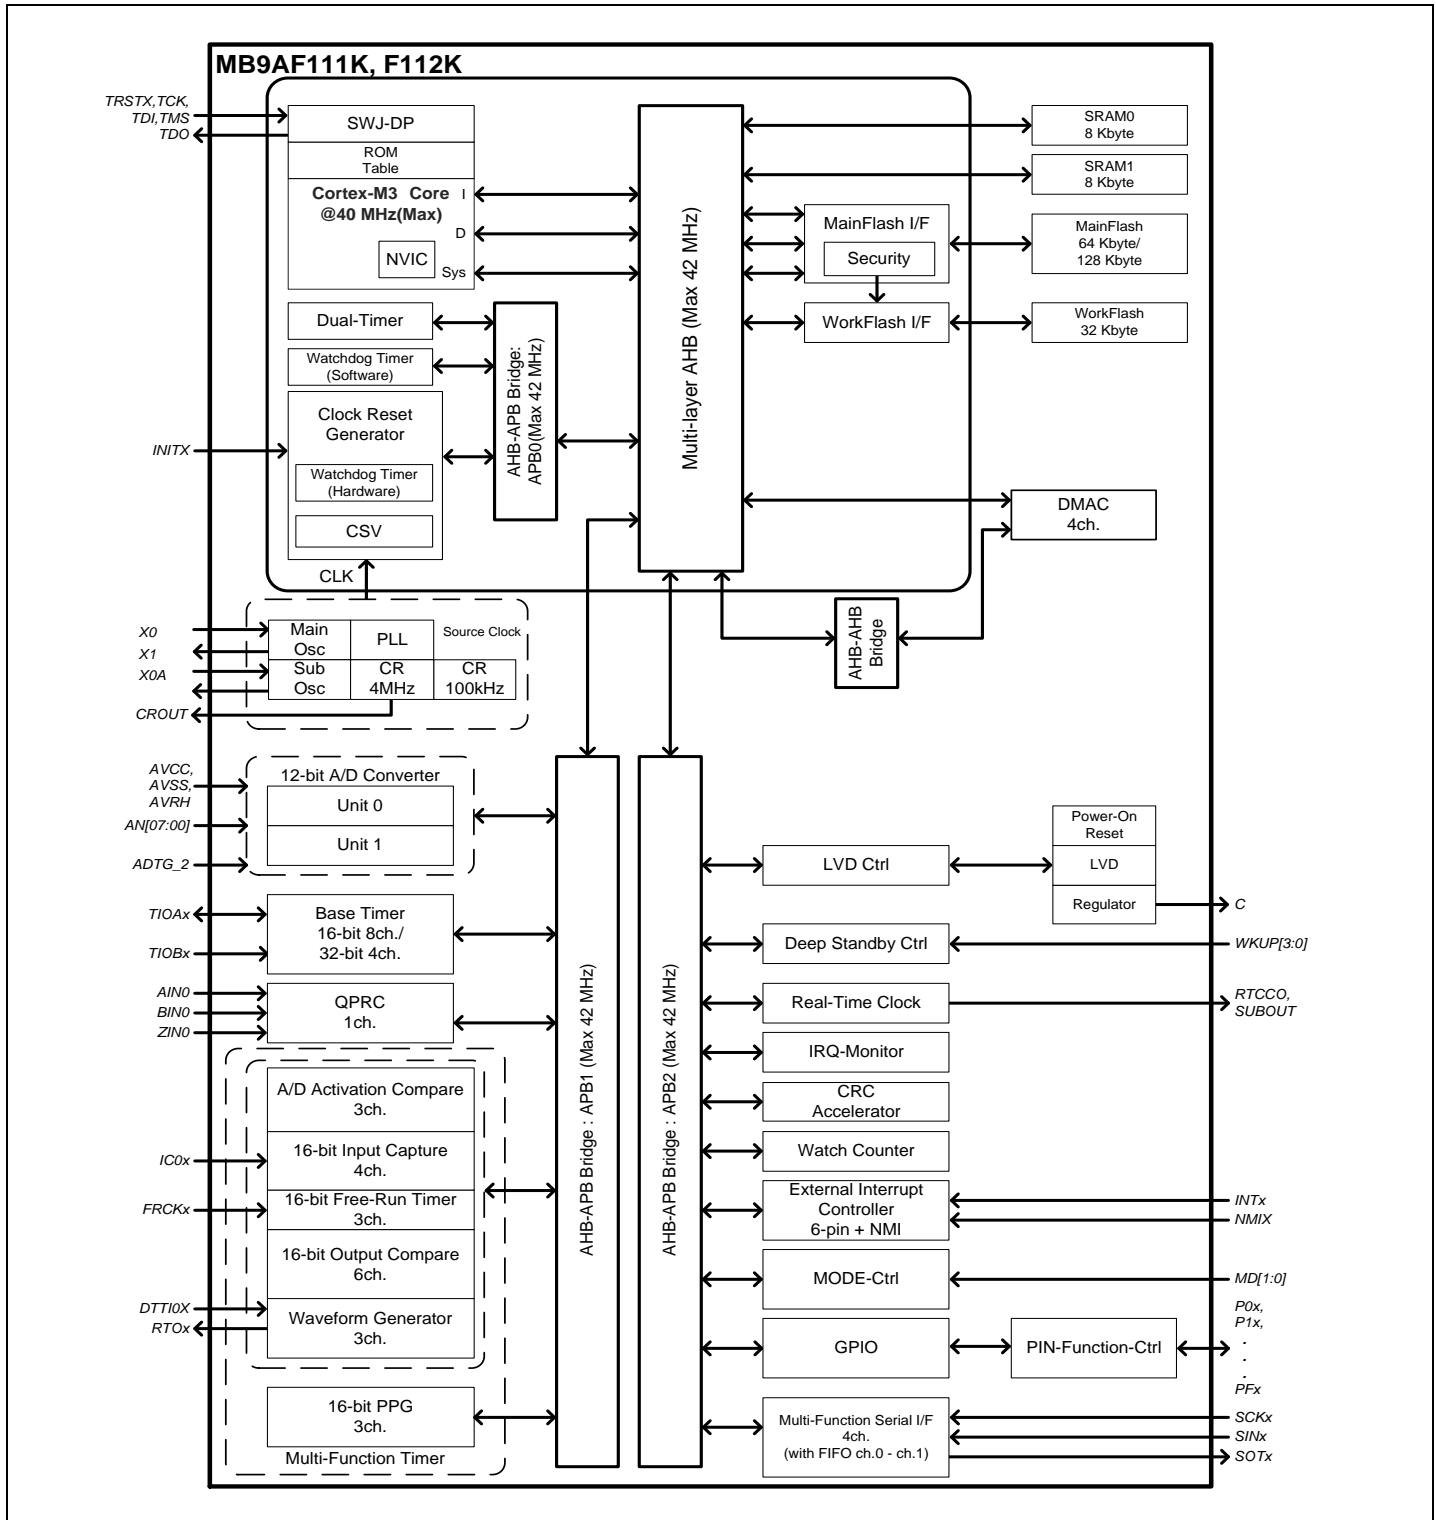 MB9AF111K, F112K
TRSTX,TCK,
TDI,TMS
TDO
SWJ-DP
ROM
Table
Cortex-M3 Core
@40 MHz(Max)
I
D
Sys
NVIC
Dual-Timer
Watchdog Timer
(Software)
Clock Reset
Generator
Watchdog Timer
(Hardware)
CSV
INITX
CLK
AHB-APB Bridge:
APB0(Max 42 MHz)
Multi-layer AHB (Max 42 MHz)
SRAM0
8 Kbyte
SRAM1
8 Kbyte
MainFlash I/F
Security
MainFlash
64 Kbyte/
128 Kbyte
WorkFlash I/F
WorkFlash
32 Kbyte
DMAC
4ch.
AHB-AHB
Bridge
X0
X1
X0A
CROUT
Main
Osc
PLL
Source Clock
Sub
Osc
CR
4MHz
CR
100kHz
AVCC,
AVSS,
AVRH
AN[07:00]
ADTG_2
12-bit A/D Converter
Unit 0
Unit 1
TIOAx
TIOBx
Base Timer
16-bit 8ch./
32-bit 4ch.
AIN0
BIN0
ZIN0
QPRC
1ch.
A/D Activation Compare
3ch.
IC0x
16-bit Input Capture
4ch.
FRCKx
16-bit Free-Run Timer
3ch.
16-bit Output Compare
6ch.
DTTI0X
RTOx
Waveform Generator
3ch.
16-bit PPG
3ch.
Multi-Function Timer
AHB-APB Bridge : APB1 (Max 42 MHz)
AHB-APB Bridge : APB2 (Max 42 MHz)
LVD Ctrl
Power-On
Reset
LVD
Regulator
C
Deep Standby Ctrl
WKUP[3:0]
Real-Time Clock
RTCCO,
SUBOUT
IRQ-Monitor
CRC
Accelerator
Watch Counter
External Interrupt
Controller
6-pin + NMI
INTx
NMIX
MODE-Ctrl
MD[1:0]
GPIO
PIN-Function-Ctrl
P0x,
P1x,
.
.
.
PFx
Multi-Function Serial I/F
4ch.
(with FIFO ch.0 - ch.1)
SCKx
SINx
SOTx